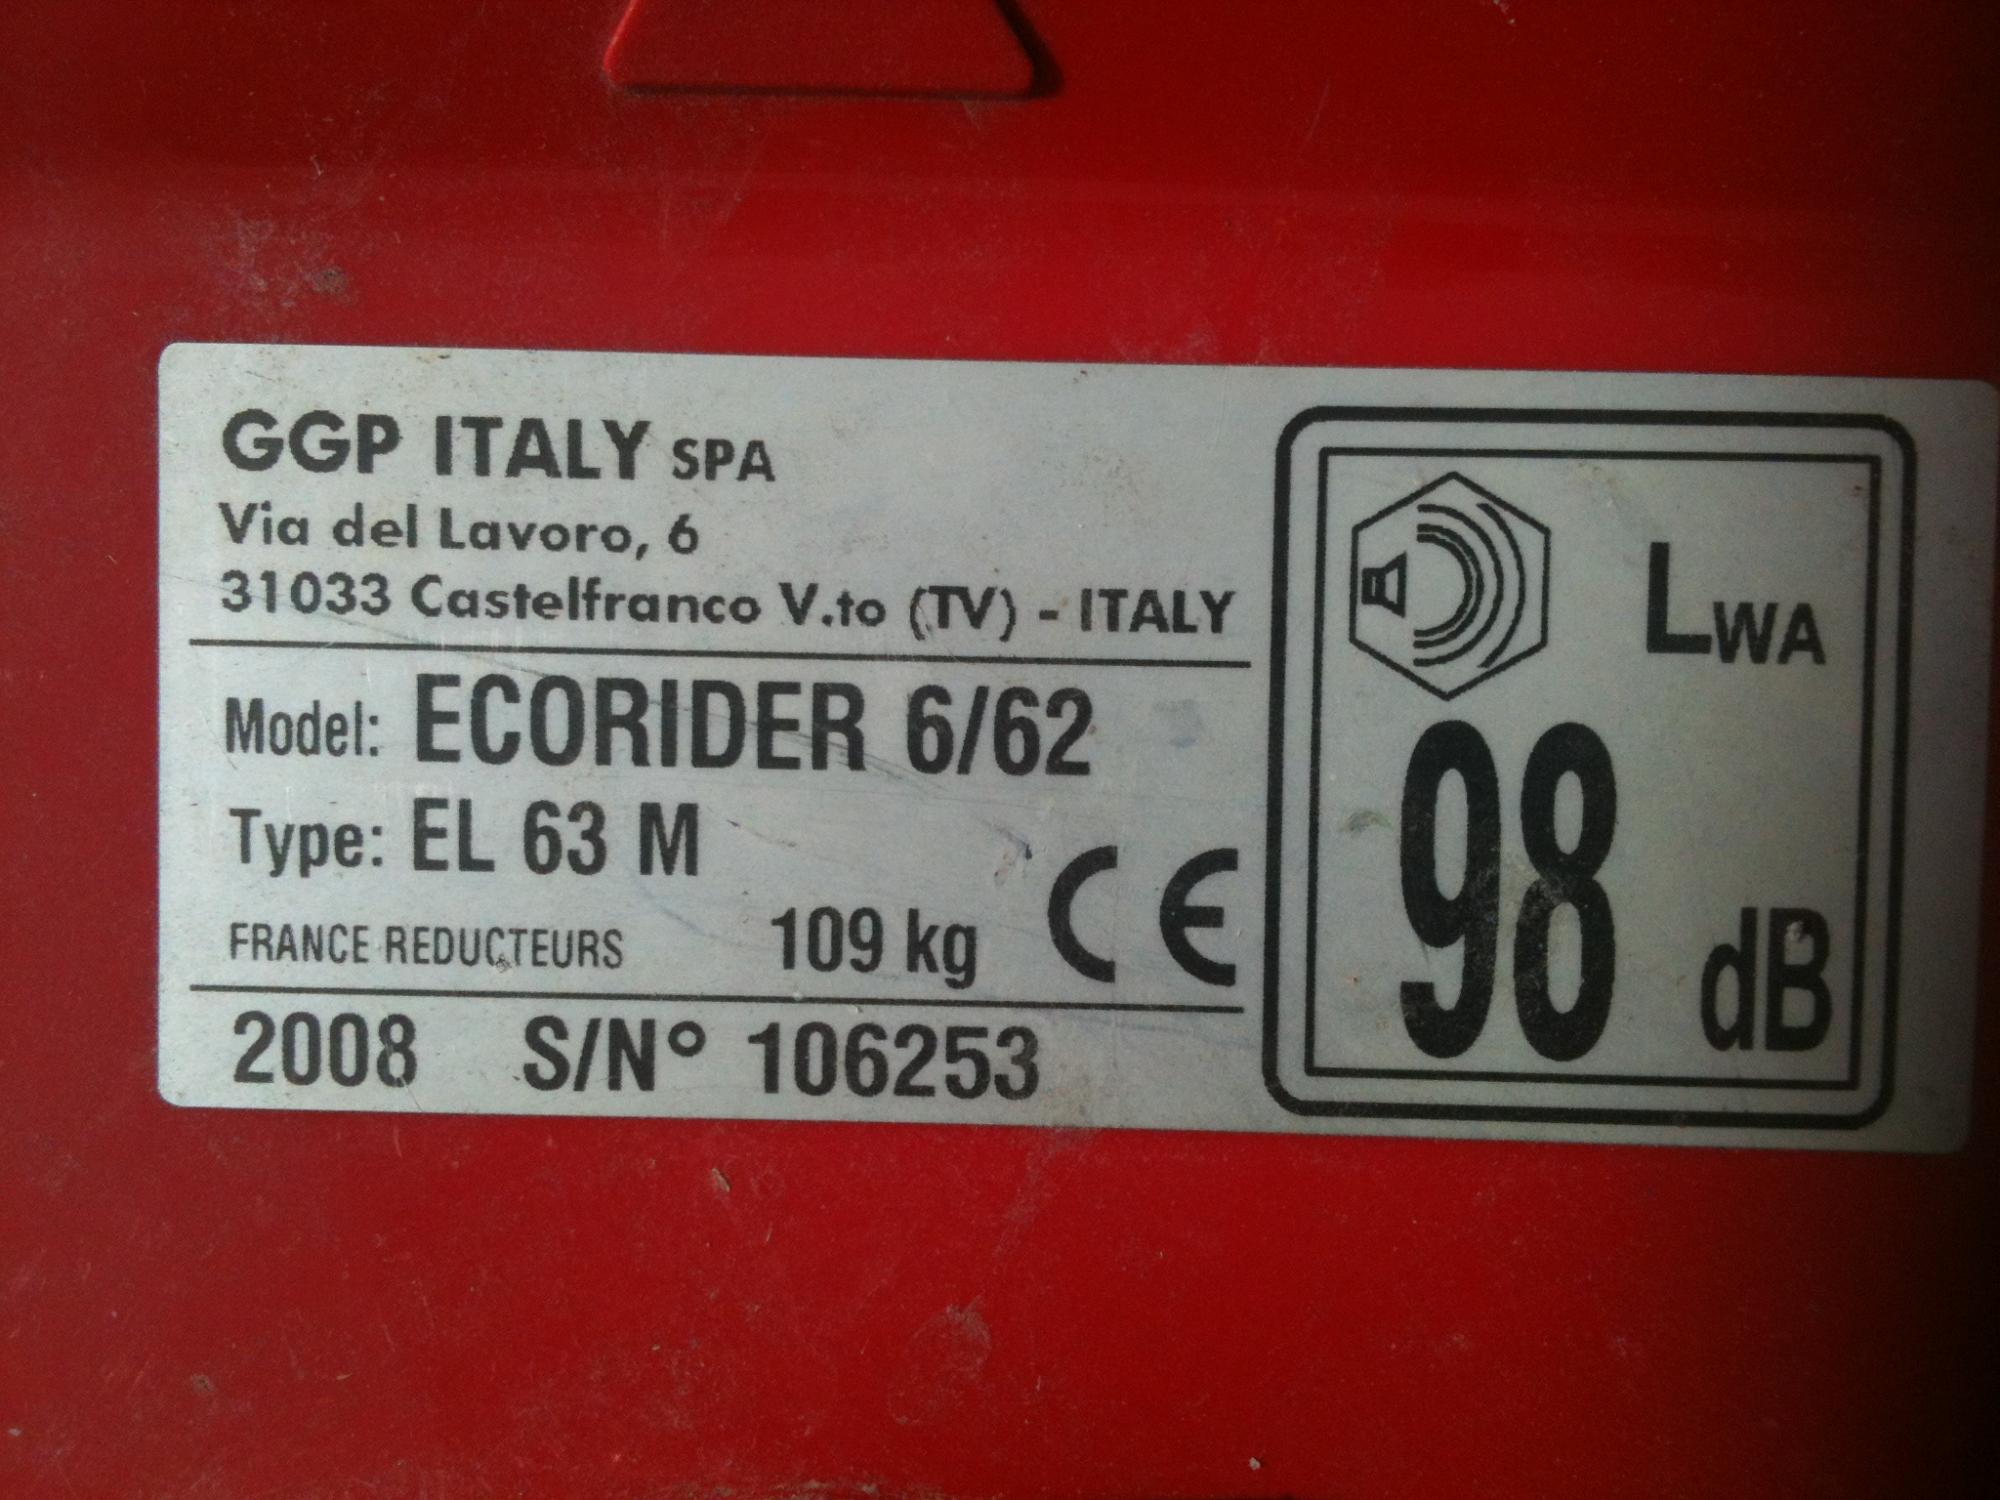 GGP ITALY SPA
Via del Lavoro, 6
31033 Castelfranco V.to (TV) - ITALY
Model: ECORIDER 6/62
Type: EL 63 M
FRANCE REDUCTEURS 109 kg CE
2008 S/N° 106253
LWA
98 dB